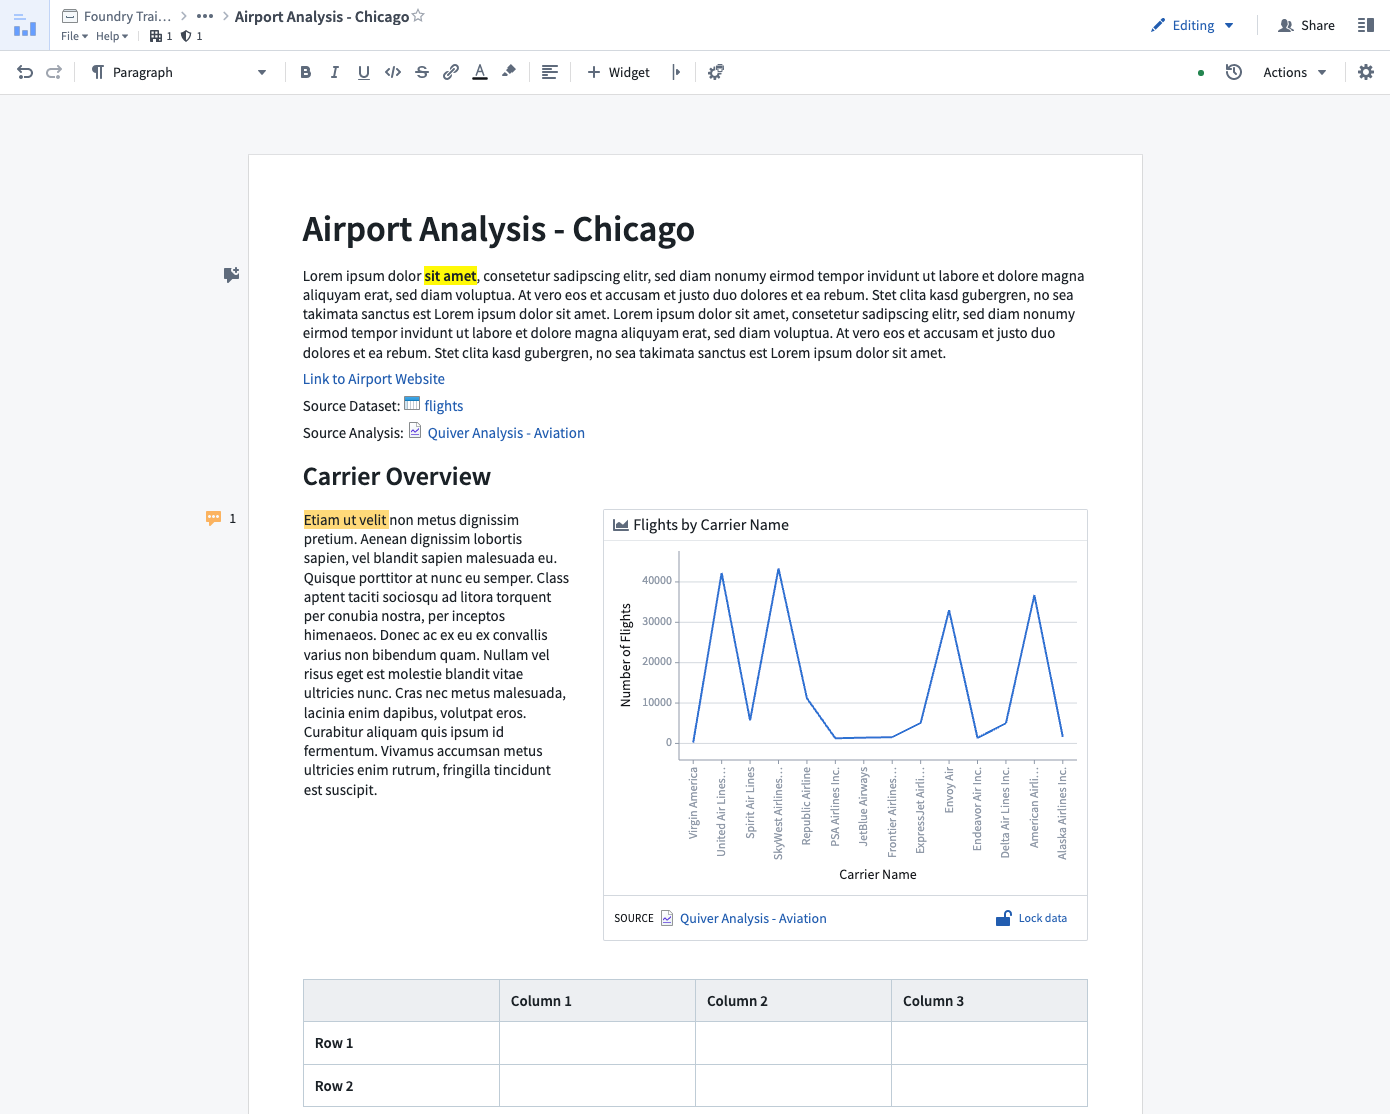 Foundry Trai… > ••• > Airport Analysis - Chicago
File Help 1 1
Editing
Share
Paragraph
B I U </> S A
Widget
Actions
Airport Analysis - Chicago
Lorem ipsum dolor sit amet, consetetur sadipscing elitr, sed diam nonumy eirmod tempor invidunt ut labore et dolore magna
aliquyam erat, sed diam voluptua. At vero eos et accusam et justo duo dolores et ea rebum. Stet clita kasd gubergren, no sea
takimata sanctus est Lorem ipsum dolor sit amet. Lorem ipsum dolor sit amet, consetetur sadipscing elitr, sed diam nonumy
eirmod tempor invidunt ut labore et dolore magna aliquyam erat, sed diam voluptua. At vero eos et accusam et justo duo
dolores et ea rebum. Stet clita kasd gubergren, no sea takimata sanctus est Lorem ipsum dolor sit amet.
Link to Airport Website
Source Dataset: flights
Source Analysis: Quiver Analysis - Aviation
Carrier Overview
1
Etiam ut velit non metus dignissim
pretium. Aenean dignissim lobortis
sapien, vel blandit sapien malesuada eu.
Quisque porttitor at nunc eu semper. Class
aptent taciti sociosqu ad litora torquent
per conubia nostra, per inceptos
himenaeos. Donec ac ex eu ex convallis
varius non bibendum quam. Nullam vel
risus eget est molestie blandit vitae
ultricies nunc. Cras nec metus malesuada,
lacinia enim dapibus, volutpat eros.
Curabitur aliquam quis ipsum id
fermentum. Vivamus accumsan metus
ultricies enim rutrum, fringilla tincidunt
est suscipit.
Flights by Carrier Name
Number of Flights
40000
30000
20000
10000
0
Virgin America
United Air Lines…
Spirit Air Lines
SkyWest Airlines…
Republic Airline
PSA Airlines Inc.
JetBlue Airways
Frontier Airlines…
ExpressJet Airli…
Envoy Air
Endeavor Air Inc.
Delta Air Lines Inc.
American Airli…
Alaska Airlines Inc.
Carrier Name
SOURCE Quiver Analysis - Aviation
Lock data
Column 1 Column 2 Column 3
Row 1
Row 2